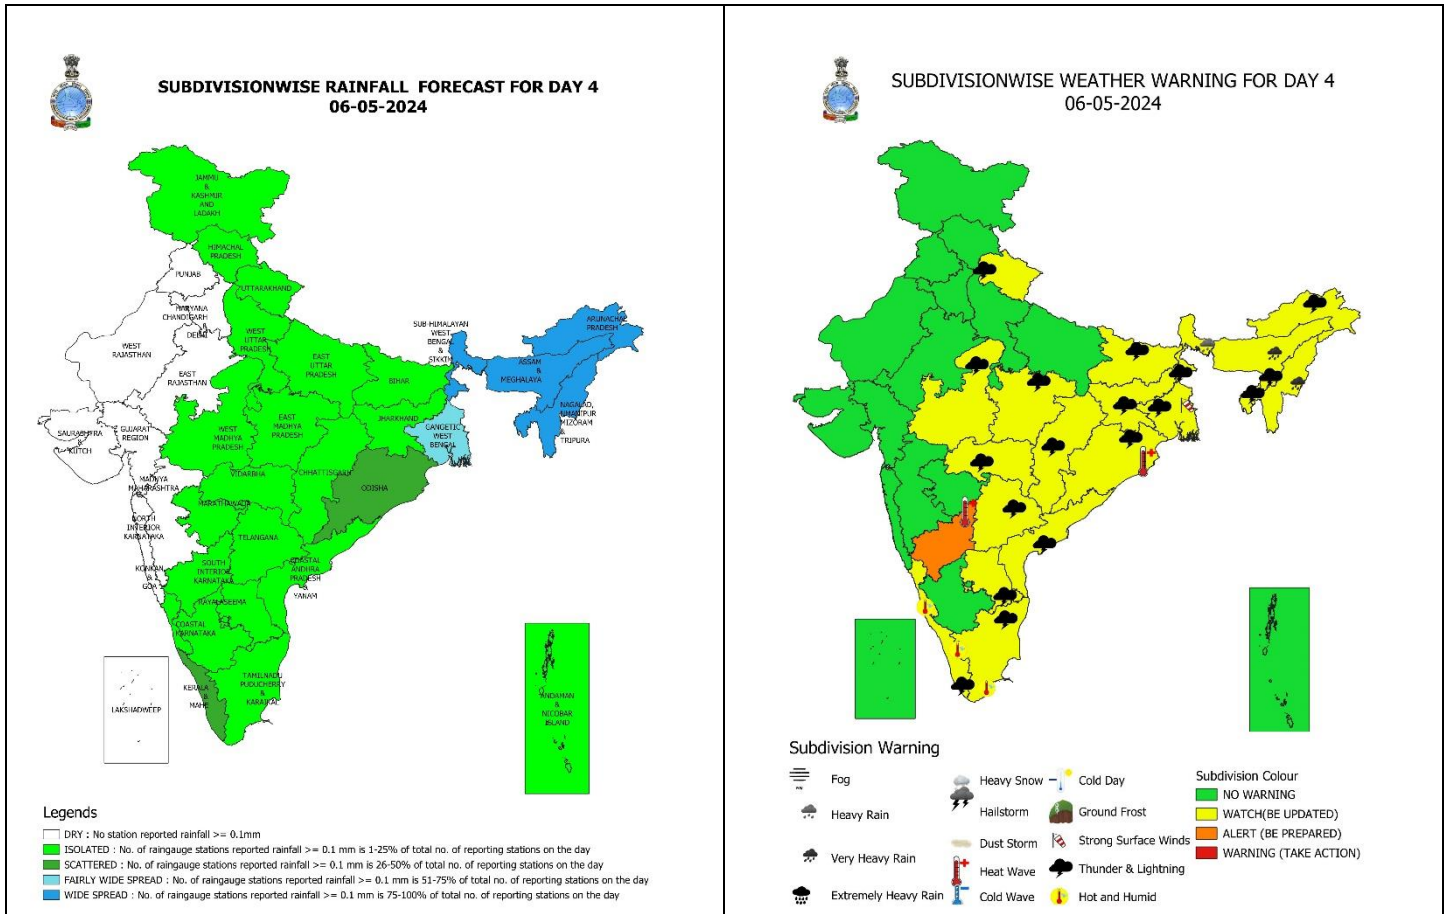 SUBDIVISIONWISE RAINFALL FORECAST FOR DAY 4
06-05-2024
JAMMU
&
KASHMIR
AND
LADAKH
HIMACHAL
PRADESH
PUNJAB
UTTARAKHAND
HARYANA
CHANDIGARH
&
DELHI
WEST
UTTAR
PRADESH
WEST
RAJASTHAN
EAST
RAJASTHAN
EAST
UTTAR
PRADESH
SUB-HIMALAYAN
WEST
BENGAL
&
SIKKIM
ARUNACHAL
PRADESH
ASSAM
&
MEGHALAYA
BIHAR
NAGALAD,
MANIPUR
MIZORAM
&
TRIPURA
JHARKHAND
GANGETIC
WEST
BENGAL
SAURASHTRA
&
KUTCH
GUJARAT
REGION
WEST
MADHYA
PRADESH
EAST
MADHYA
PRADESH
VIDARBHA
CHHATTISGARH
ODISHA
MADHYA
MAHARASHTRA
MARATHAWADA
NORTH
INTERIOR
KARNATAKA
TELANGANA
KONKAN
&
GOA
SOUTH
INTERIOR
KARNATAKA
COASTAL
ANDHRA
PRADESH
&
YANAM
RAYALASEEMA
COASTAL
KARNATAKA
KERALA
&
MAHE
TAMILNADU
PUDUCHERRY
&
KARAIKAL
LAKSHADWEEP
ANDAMAN
&
NICOBAR
ISLAND
Legends
DRY : No station reported rainfall >= 0.1mm
ISOLATED : No. of raingauge stations reported rainfall >= 0.1 mm is 1-25% of total no. of reporting stations on the day
SCATTERED : No. of raingauge stations reported rainfall >= 0.1 mm is 26-50% of total no. of reporting stations on the day
FAIRLY WIDE SPREAD : No. of raingauge stations reported rainfall >= 0.1 mm is 51-75% of total no. of reporting stations on the day
WIDE SPREAD : No. of raingauge stations reported rainfall >= 0.1 mm is 75-100% of total no. of reporting stations on the day
SUBDIVISIONWISE WEATHER WARNING FOR DAY 4
06-05-2024
Subdivision Warning
Fog
Heavy Rain
Very Heavy Rain
Extremely Heavy Rain
Heavy Snow
Hailstorm
Dust Storm
Heat Wave
Cold Wave
Cold Day
Ground Frost
Strong Surface Winds
Thunder & Lightning
Hot and Humid
Subdivision Colour
NO WARNING
WATCH(BE UPDATED)
ALERT (BE PREPARED)
WARNING (TAKE ACTION)